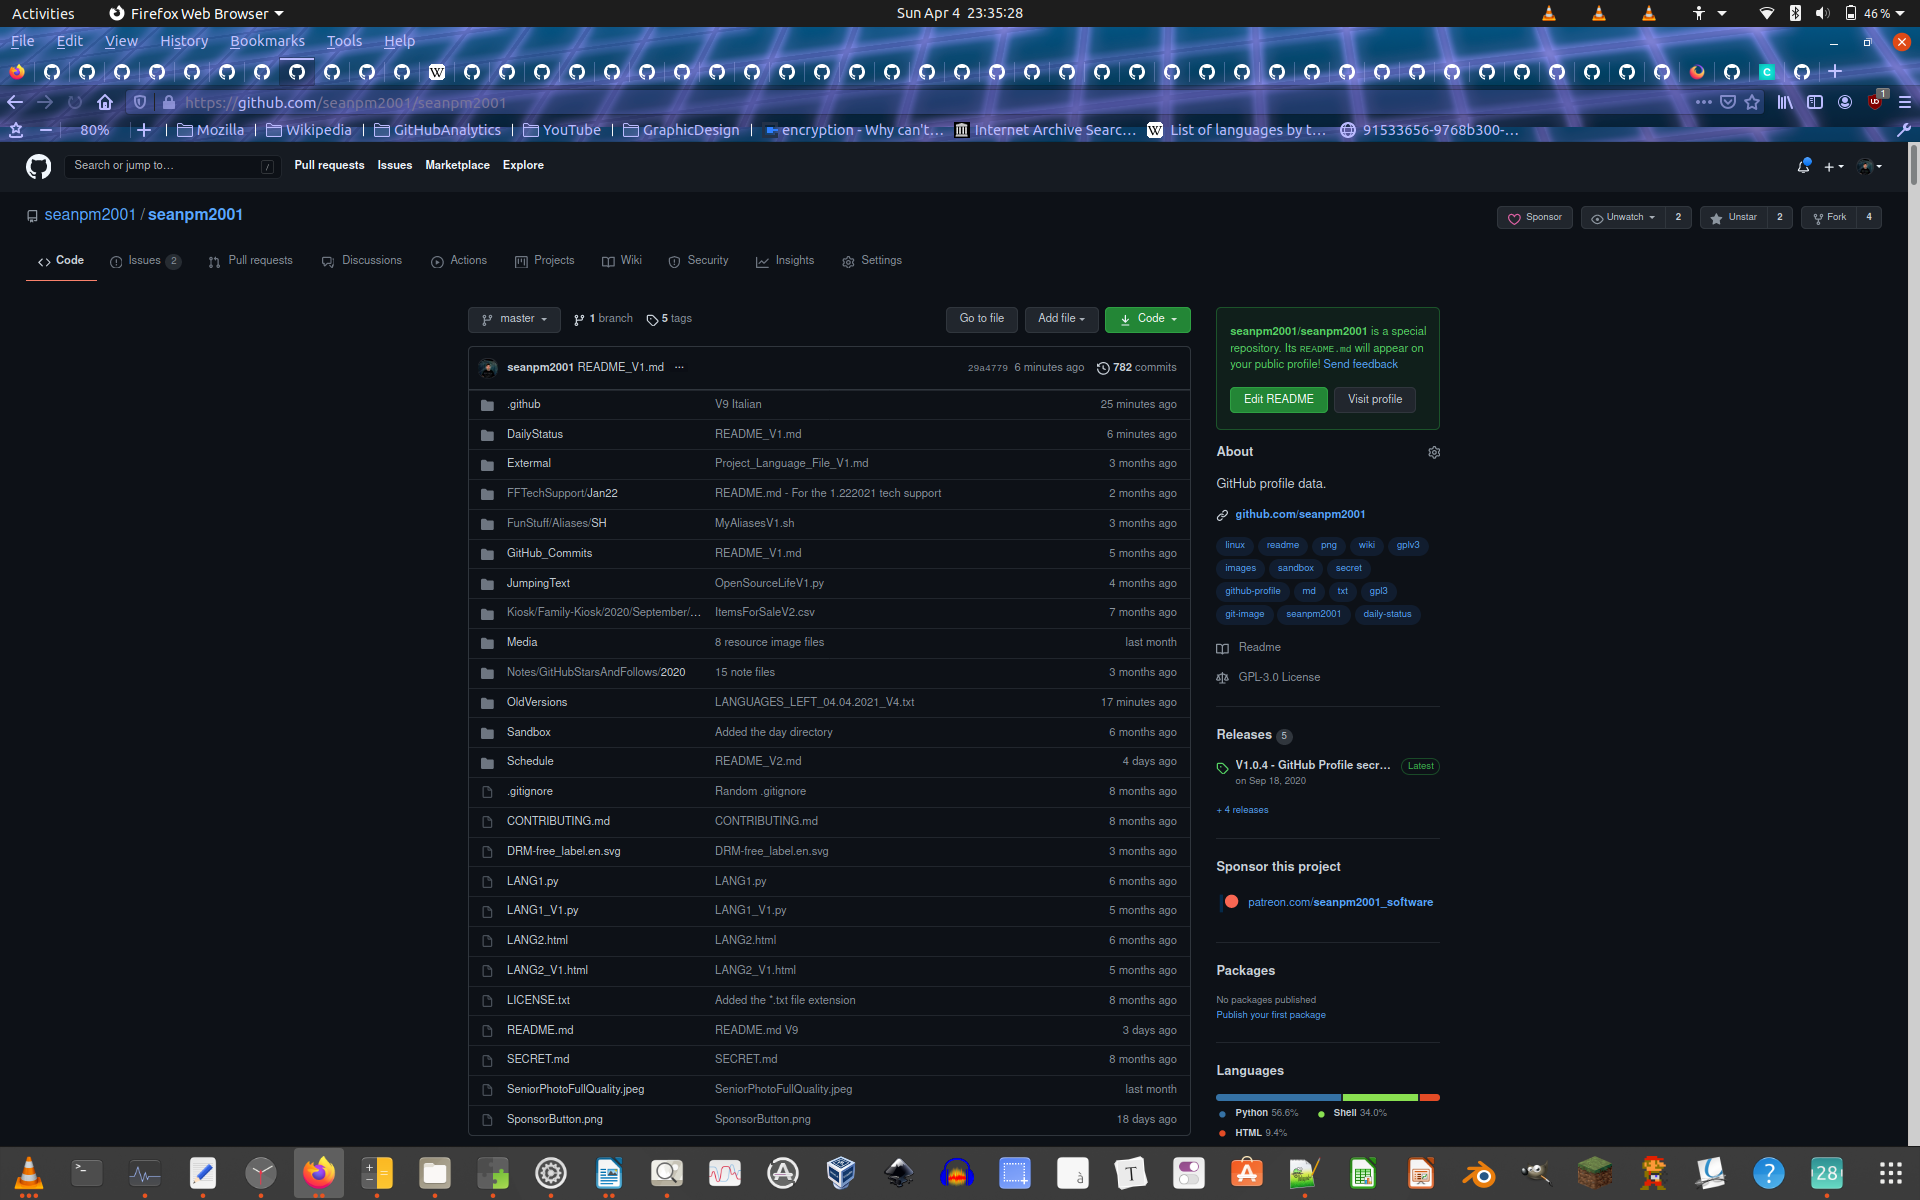 Activities Firefox Web Browser Sun Apr 4 23:35:28 46 %
File Edit View History Bookmarks Tools Help
https://github.com/seanpm2001/seanpm2001 1
80% Mozilla Wikipedia GitHubAnalytics YouTube GraphicDesign encryption - Why can't… Internet Archive Searc… List of languages by t… 91533656-9768b300-…
Search or jump to… / Pull requests Issues Marketplace Explore
seanpm2001 / seanpm2001 Sponsor Unwatch 2 Unstar 2 Fork 4
Code Issues 2 Pull requests Discussions Actions Projects Wiki Security Insights Settings
master 1 branch 5 tags Go to file Add file Code
seanpm2001 README_V1.md ... 29a4779 6 minutes ago 782 commits
.github V9 Italian 25 minutes ago
DailyStatus README_V1.md 6 minutes ago
Extermal Project_Language_File_V1.md 3 months ago
FFTechSupport/Jan22 README.md - For the 1.222021 tech support 2 months ago
FunStuff/Aliases/SH MyAliasesV1.sh 3 months ago
GitHub_Commits README_V1.md 5 months ago
JumpingText OpenSourceLifeV1.py 4 months ago
Kiosk/Family-Kiosk/2020/September/… ItemsForSaleV2.csv 7 months ago
Media 8 resource image files last month
Notes/GitHubStarsAndFollows/2020 15 note files 3 months ago
OldVersions LANGUAGES_LEFT_04.04.2021_V4.txt 17 minutes ago
Sandbox Added the day directory 6 months ago
Schedule README_V2.md 4 days ago
.gitignore Random .gitignore 8 months ago
CONTRIBUTING.md CONTRIBUTING.md 8 months ago
DRM-free_label.en.svg DRM-free_label.en.svg 3 months ago
LANG1.py LANG1.py 6 months ago
LANG1_V1.py LANG1_V1.py 5 months ago
LANG2.html LANG2.html 6 months ago
LANG2_V1.html LANG2_V1.html 5 months ago
LICENSE.txt Added the *.txt file extension 8 months ago
README.md README.md V9 3 days ago
SECRET.md SECRET.md 8 months ago
SeniorPhotoFullQuality.jpeg SeniorPhotoFullQuality.jpeg last month
SponsorButton.png SponsorButton.png 18 days ago
seanpm2001/seanpm2001 is a special
repository. Its README.md will appear on
your public profile! Send feedback
Edit README Visit profile
About
GitHub profile data.
github.com/seanpm2001
linux readme png wiki gplv3
images sandbox secret
github-profile md txt gpl3
git-image seanpm2001 daily-status
Readme
GPL-3.0 License
Releases 5
V1.0.4 - GitHub Profile secr... Latest
on Sep 18, 2020
+ 4 releases
Sponsor this project
patreon.com/seanpm2001_software
Packages
No packages published
Publish your first package
Languages
Python 56.6% Shell 34.0%
HTML 9.4%
28